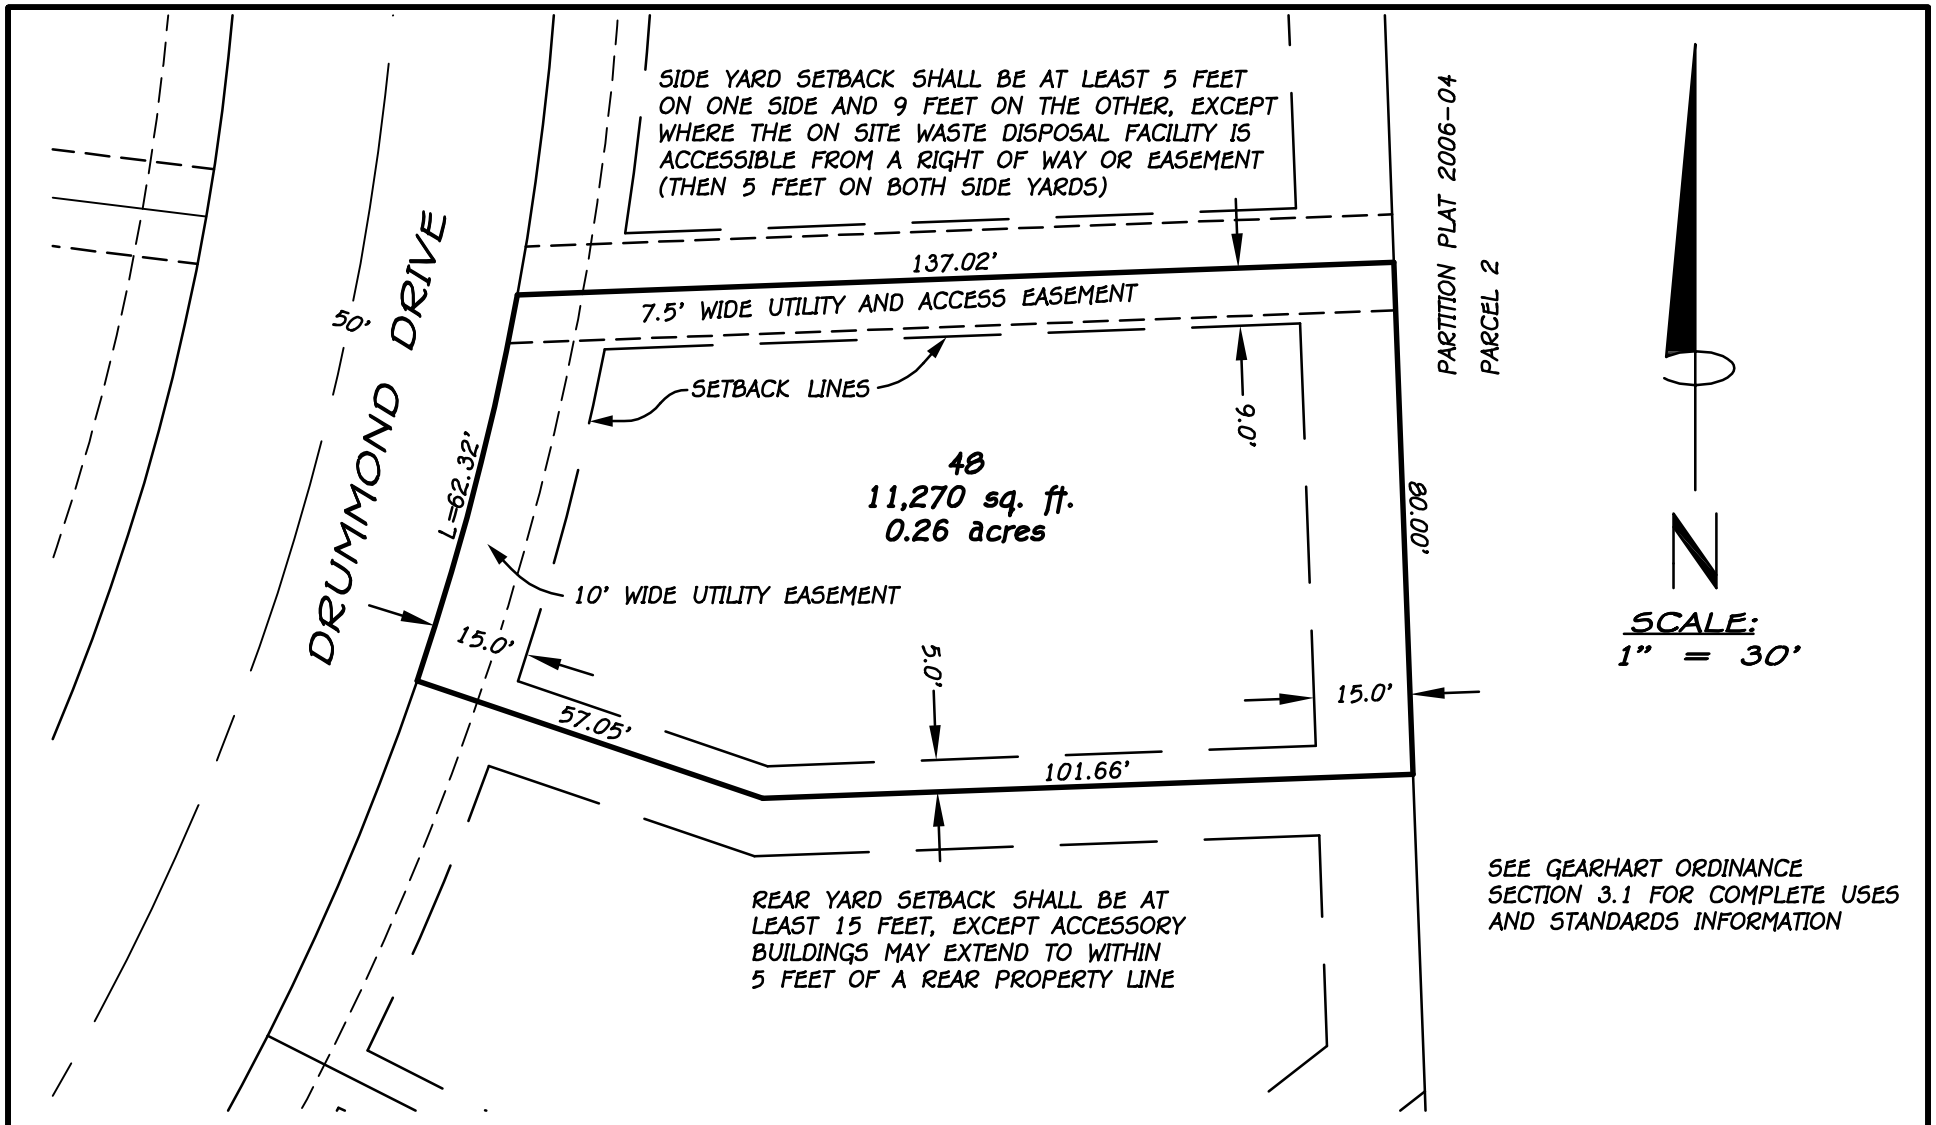 SIDE YARD SETBACK SHALL BE AT LEAST 5 FEET
ON ONE SIDE AND 9 FEET ON THE OTHER, EXCEPT
WHERE THE ON SITE WASTE DISPOSAL FACILITY IS
ACCESSIBLE FROM A RIGHT OF WAY OR EASEMENT
(THEN 5 FEET ON BOTH SIDE YARDS)
PARTITION PLAT 2006-04
PARCEL 2
137.02'
7.5' WIDE UTILITY AND ACCESS EASEMENT
50'
DRUMMOND DRIVE
SETBACK LINES
9.0'
L=62.32'
48
11,270 sq. ft.
0.26 acres
80.00'
N
10' WIDE UTILITY EASEMENT
SCALE:
1" = 30'
15.0'
5.0'
15.0'
57.05'
101.66'
REAR YARD SETBACK SHALL BE AT
LEAST 15 FEET, EXCEPT ACCESSORY
BUILDINGS MAY EXTEND TO WITHIN
5 FEET OF A REAR PROPERTY LINE
SEE GEARHART ORDINANCE
SECTION 3.1 FOR COMPLETE USES
AND STANDARDS INFORMATION